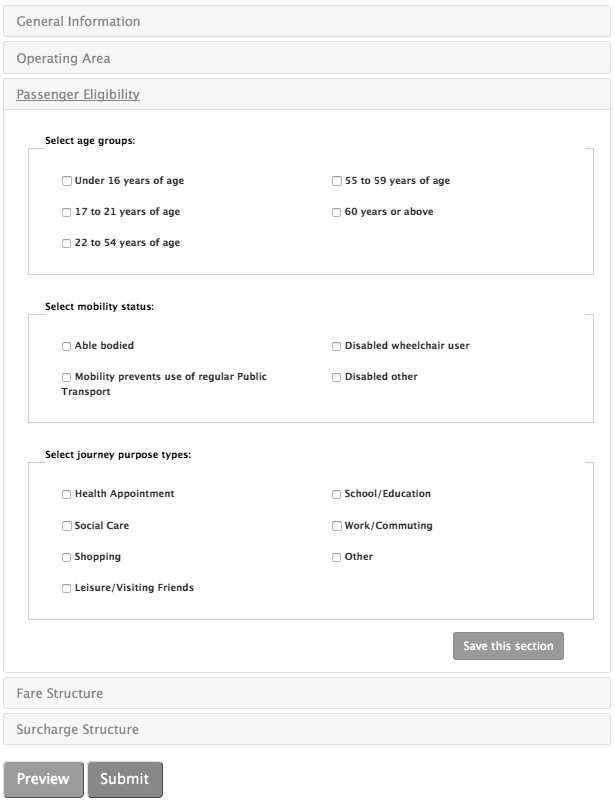 General Information
Operating Area
Passenger Eligibility
Select age groups:
Under 16 years of age
55 to 59 years of age
17 to 21 years of age
60 years or above
22 to 54 years of age
Select mobility status:
Able bodied
Disabled wheelchair user
Mobility prevents use of regular Public
Transport
Disabled other
Select journey purpose types:
Health Appointment
School/Education
Social Care
Work/Commuting
Shopping
Other
Leisure/Visiting Friends
Save this section
Fare Structure
Surcharge Structure
Preview
Submit